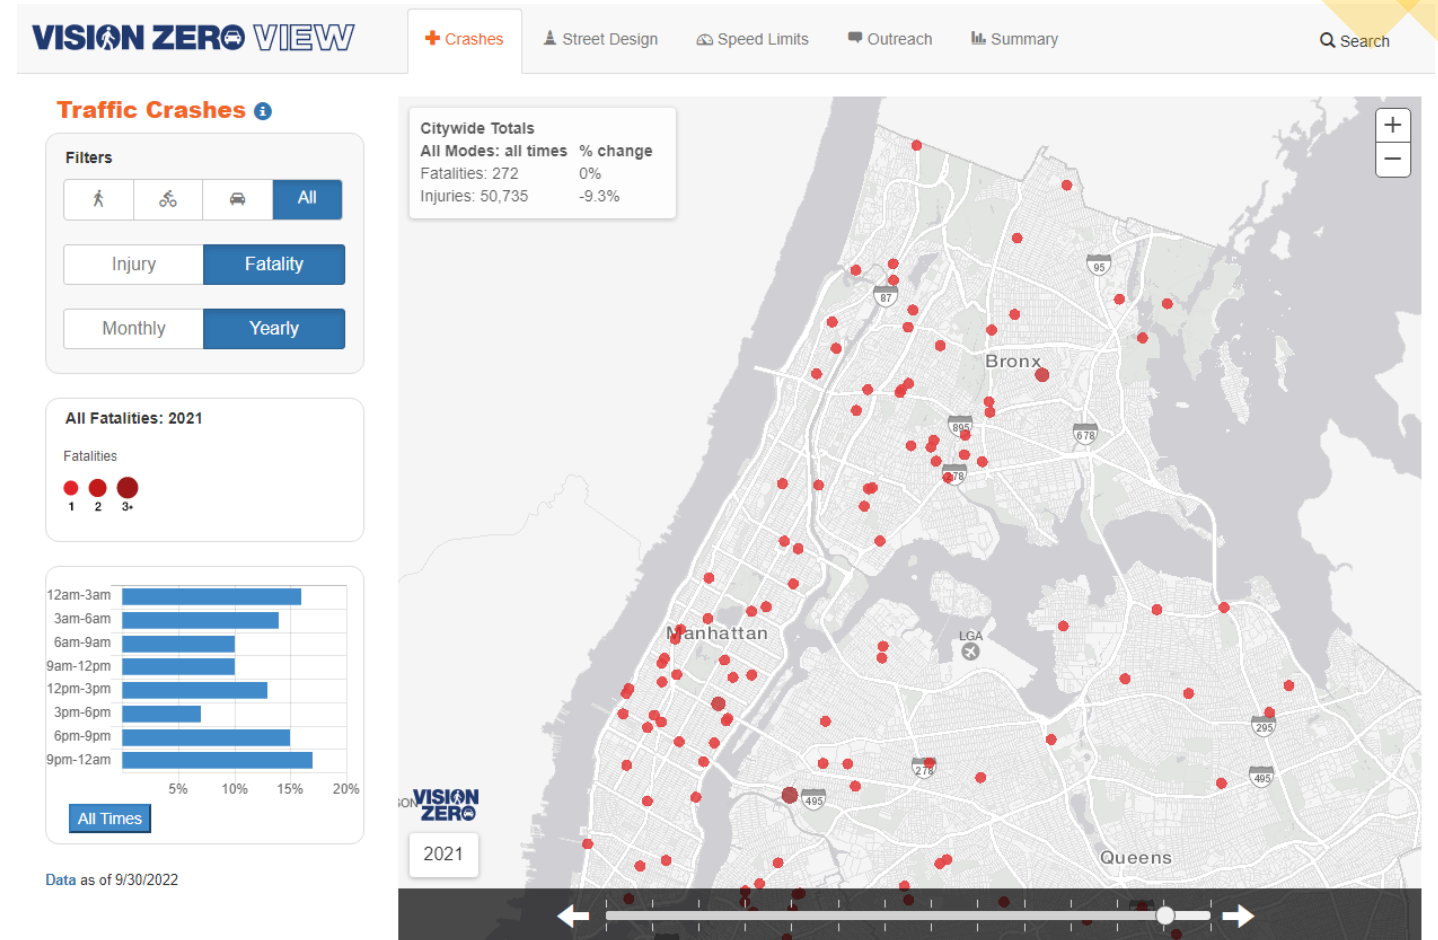 VISION ZERO VIEW
Crashes
Street Design
Speed Limits
Outreach
Summary
Search
Traffic Crashes
Filters
All
Injury
Fatality
Monthly
Yearly
All Fatalities: 2021
Fatalities
1 2 3+
12am-3am
3am-6am
6am-9am
9am-12pm
12pm-3pm
3pm-6pm
6pm-9pm
9pm-12am
5% 10% 15% 20%
All Times
Data as of 9/30/2022
Citywide Totals
All Modes: all times % change
Fatalities: 272 0%
Injuries: 50,735 -9.3%
+
−
95
87
Bronx
895
678
278
Manhattan
LGA
295
278
495
495
VISION
ZERO
2021
Queens